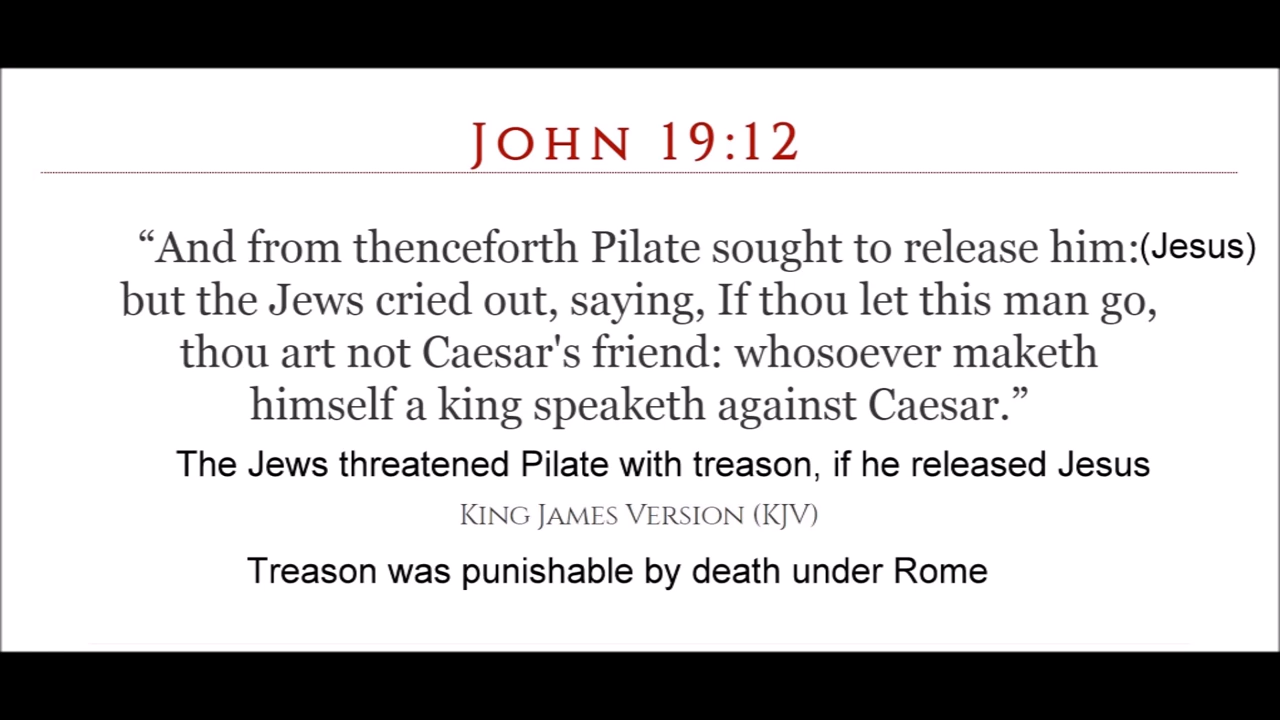 John 19:12
“And from thenceforth Pilate sought to release him:(Jesus)
but the Jews cried out, saying, If thou let this man go,
thou art not Caesar's friend: whosoever maketh
himself a king speaketh against Caesar.”
The Jews threatened Pilate with treason, if he released Jesus
King James Version (KJV)
Treason was punishable by death under Rome